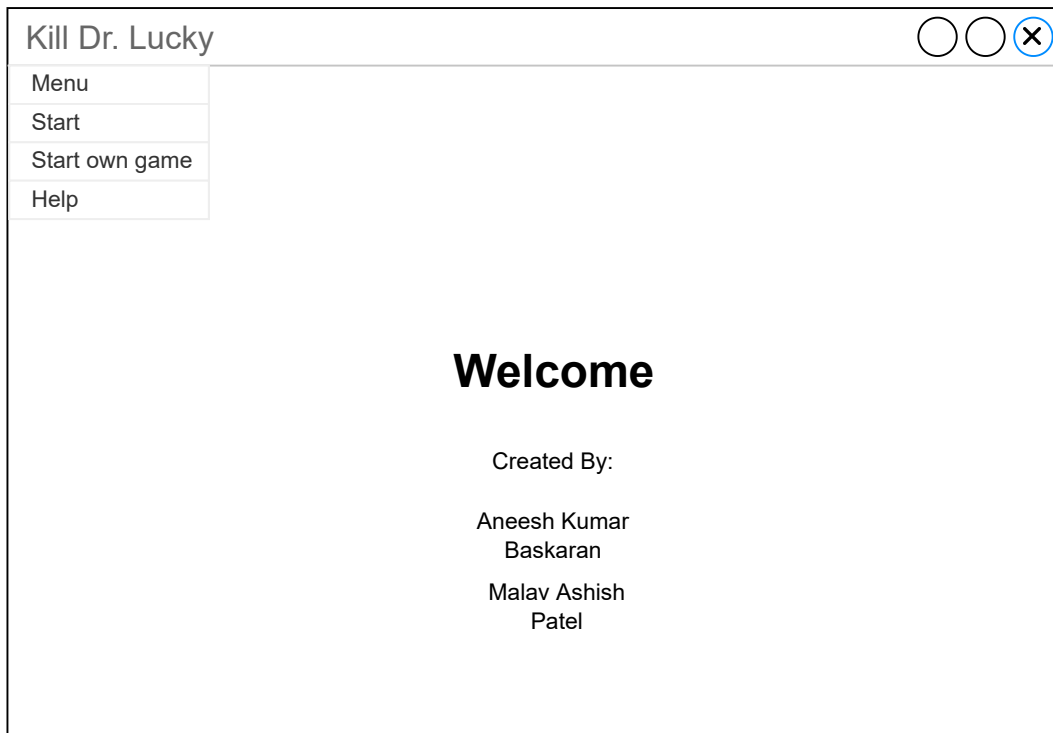 Kill Dr. Lucky
Menu
Start
Start own game
Help
Welcome
Created By:
Aneesh Kumar
Baskaran
Malav Ashish
Patel